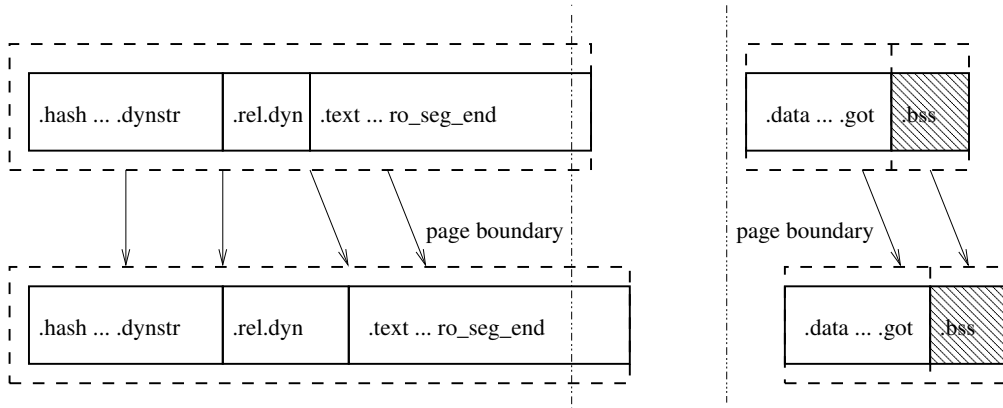 .hash ... .dynstr
.rel.dyn
.text ... ro_seg_end
.data ... .got
.bss
page boundary
page boundary
.hash ... .dynstr
.rel.dyn
.text ... ro_seg_end
.data ... .got
.bss